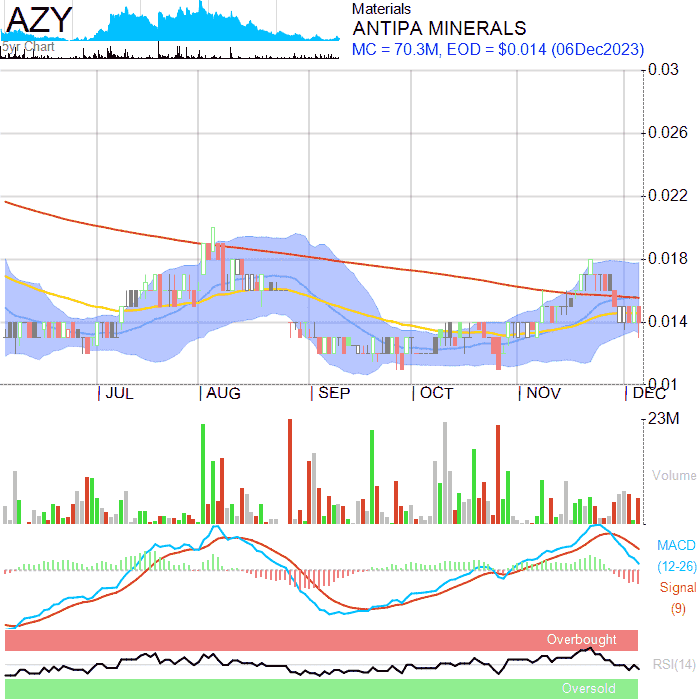 AZY
5yr Chart
Materials
ANTIPA MINERALS
MC = 70.3M, EOD = $0.014 (06Dec2023)
0.03
0.026
0.022
0.018
0.014
0.01
JUL AUG SEP OCT NOV DEC
23M
Volume
MACD
(12-26)
Signal
(9)
Overbought
RSI(14)
Oversold